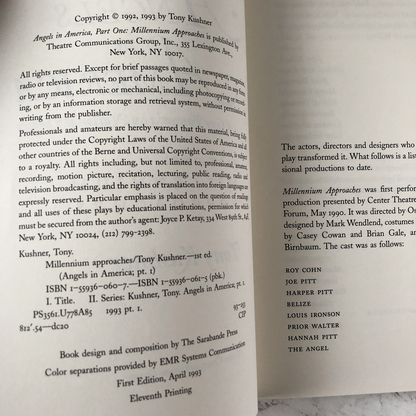 Copyright © 1992, 1993 by Tony Kushner
Angels in America, Part One: Millennium Approaches is published by
Theatre Communications Group, Inc., 355 Lexington Ave.,
New York, NY 10017.
All rights reserved. Except for brief passages quoted in newspaper, magazine,
radio or television reviews, no part of this book may be reproduced in any form
or by any means, electronic or mechanical, including photocopying or record-
ing, or by an information storage and retrieval system, without permission in
writing from the publisher.
Professionals and amateurs are hereby warned that this material, being fully
protected under the Copyright Laws of the United States of America and all
other countries of the Berne and Universal Copyright Conventions, is subject
to a royalty. All rights including, but not limited to, professional, amateur,
recording, motion picture, recitation, lecturing, public reading, radio and
television broadcasting, and the rights of translation into foreign languages are
expressly reserved. Particular emphasis is placed on the question of readings
and all uses of these plays by educational institutions, permission for which
must be secured from the author's agent: Joyce P. Ketay, 334 West 89th St.,
New York, NY 10024, (212) 799-2398.
Kushner, Tony.
Millennium approaches/Tony Kushner.—1st ed.
(Angels in America; pt. 1)
ISBN 1-55936-060-7.—ISBN 1-55936-061-5 (pbk.)
I. Title. II. Series: Kushner, Tony. Angels in America; pt. 1.
PS3561.U778A85 1993 pt. 1.
812'.54—dc20
CIP
Book design and composition by The Sarabande Press
Color separations provided by EMR Systems Communication
First Edition, April 1993
Eleventh Printing
The actors, directors and designers who
play transformed it. What follows is a list
sional productions to date.
Millennium Approaches was first perfor
production presented by Center Theatre
Forum, May 1990. It was directed by Os
designed by Mark Wendland, costumes
by Casey Cowan and Brian Gale, an
Birnbaum. The cast was as follows:
ROY COHN
JOE PITT
HARPER PITT
BELIZE
LOUIS IRONSON
PRIOR WALTER
HANNAH PITT
THE ANGEL